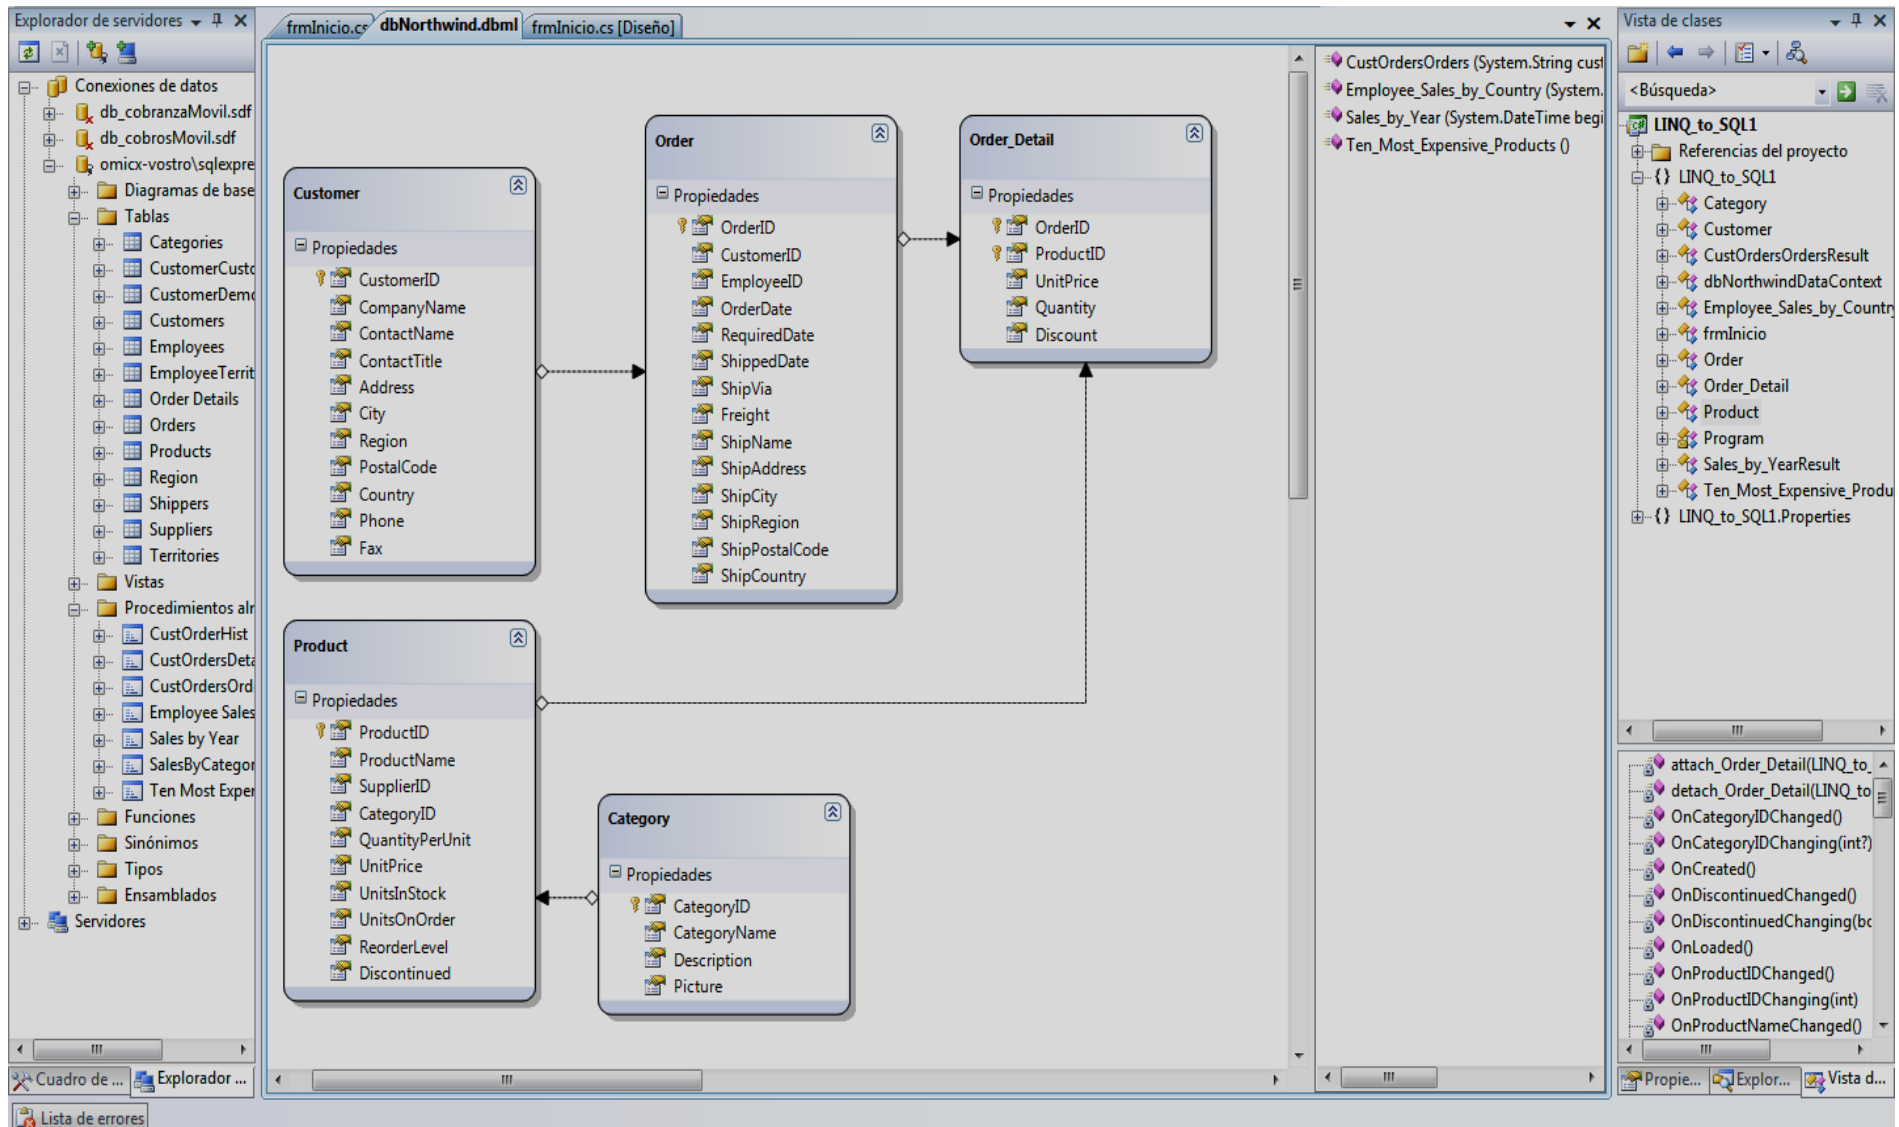 Explorador de servidores
Conexiones de datos
db_cobranzaMovil.sdf
db_cobrosMovil.sdf
omicx-vostro\sqlexpre
Diagramas de base
Tablas
Categories
CustomerCusto
CustomerDemo
Customers
Employees
EmployeeTerrit
Order Details
Orders
Products
Region
Shippers
Suppliers
Territories
Vistas
Procedimientos alr
CustOrderHist
CustOrdersDeta
CustOrdersOrd
Employee Sales
Sales by Year
SalesByCategor
Ten Most Exper
Funciones
Sinónimos
Tipos
Ensamblados
Servidores
Cuadro de ...
Explorador ...
Lista de errores
frmInicio.cs
dbNorthwind.dbml
frmInicio.cs [Diseño]
Customer
Propiedades
CustomerID
CompanyName
ContactName
ContactTitle
Address
City
Region
PostalCode
Country
Phone
Fax
Order
Propiedades
OrderID
CustomerID
EmployeeID
OrderDate
RequiredDate
ShippedDate
ShipVia
Freight
ShipName
ShipAddress
ShipCity
ShipRegion
ShipPostalCode
ShipCountry
Order_Detail
Propiedades
OrderID
ProductID
UnitPrice
Quantity
Discount
Product
Propiedades
ProductID
ProductName
SupplierID
CategoryID
QuantityPerUnit
UnitPrice
UnitsInStock
UnitsOnOrder
ReorderLevel
Discontinued
Category
Propiedades
CategoryID
CategoryName
Description
Picture
CustOrdersOrders (System.String cust
Employee_Sales_by_Country (System.
Sales_by_Year (System.DateTime begi
Ten_Most_Expensive_Products ()
Vista de clases
<Búsqueda>
LINQ_to_SQL1
Referencias del proyecto
{} LINQ_to_SQL1
Category
Customer
CustOrdersOrdersResult
dbNorthwindDataContext
Employee_Sales_by_Country
frmInicio
Order
Order_Detail
Product
Program
Sales_by_YearResult
Ten_Most_Expensive_Produ
{} LINQ_to_SQL1.Properties
attach_Order_Detail(LINQ_to_
detach_Order_Detail(LINQ_to
OnCategoryIDChanged()
OnCategoryIDChanging(int?)
OnCreated()
OnDiscontinuedChanged()
OnDiscontinuedChanging(bc
OnLoaded()
OnProductIDChanged()
OnProductIDChanging(int)
OnProductNameChanged()
Propie...
Explor...
Vista d...